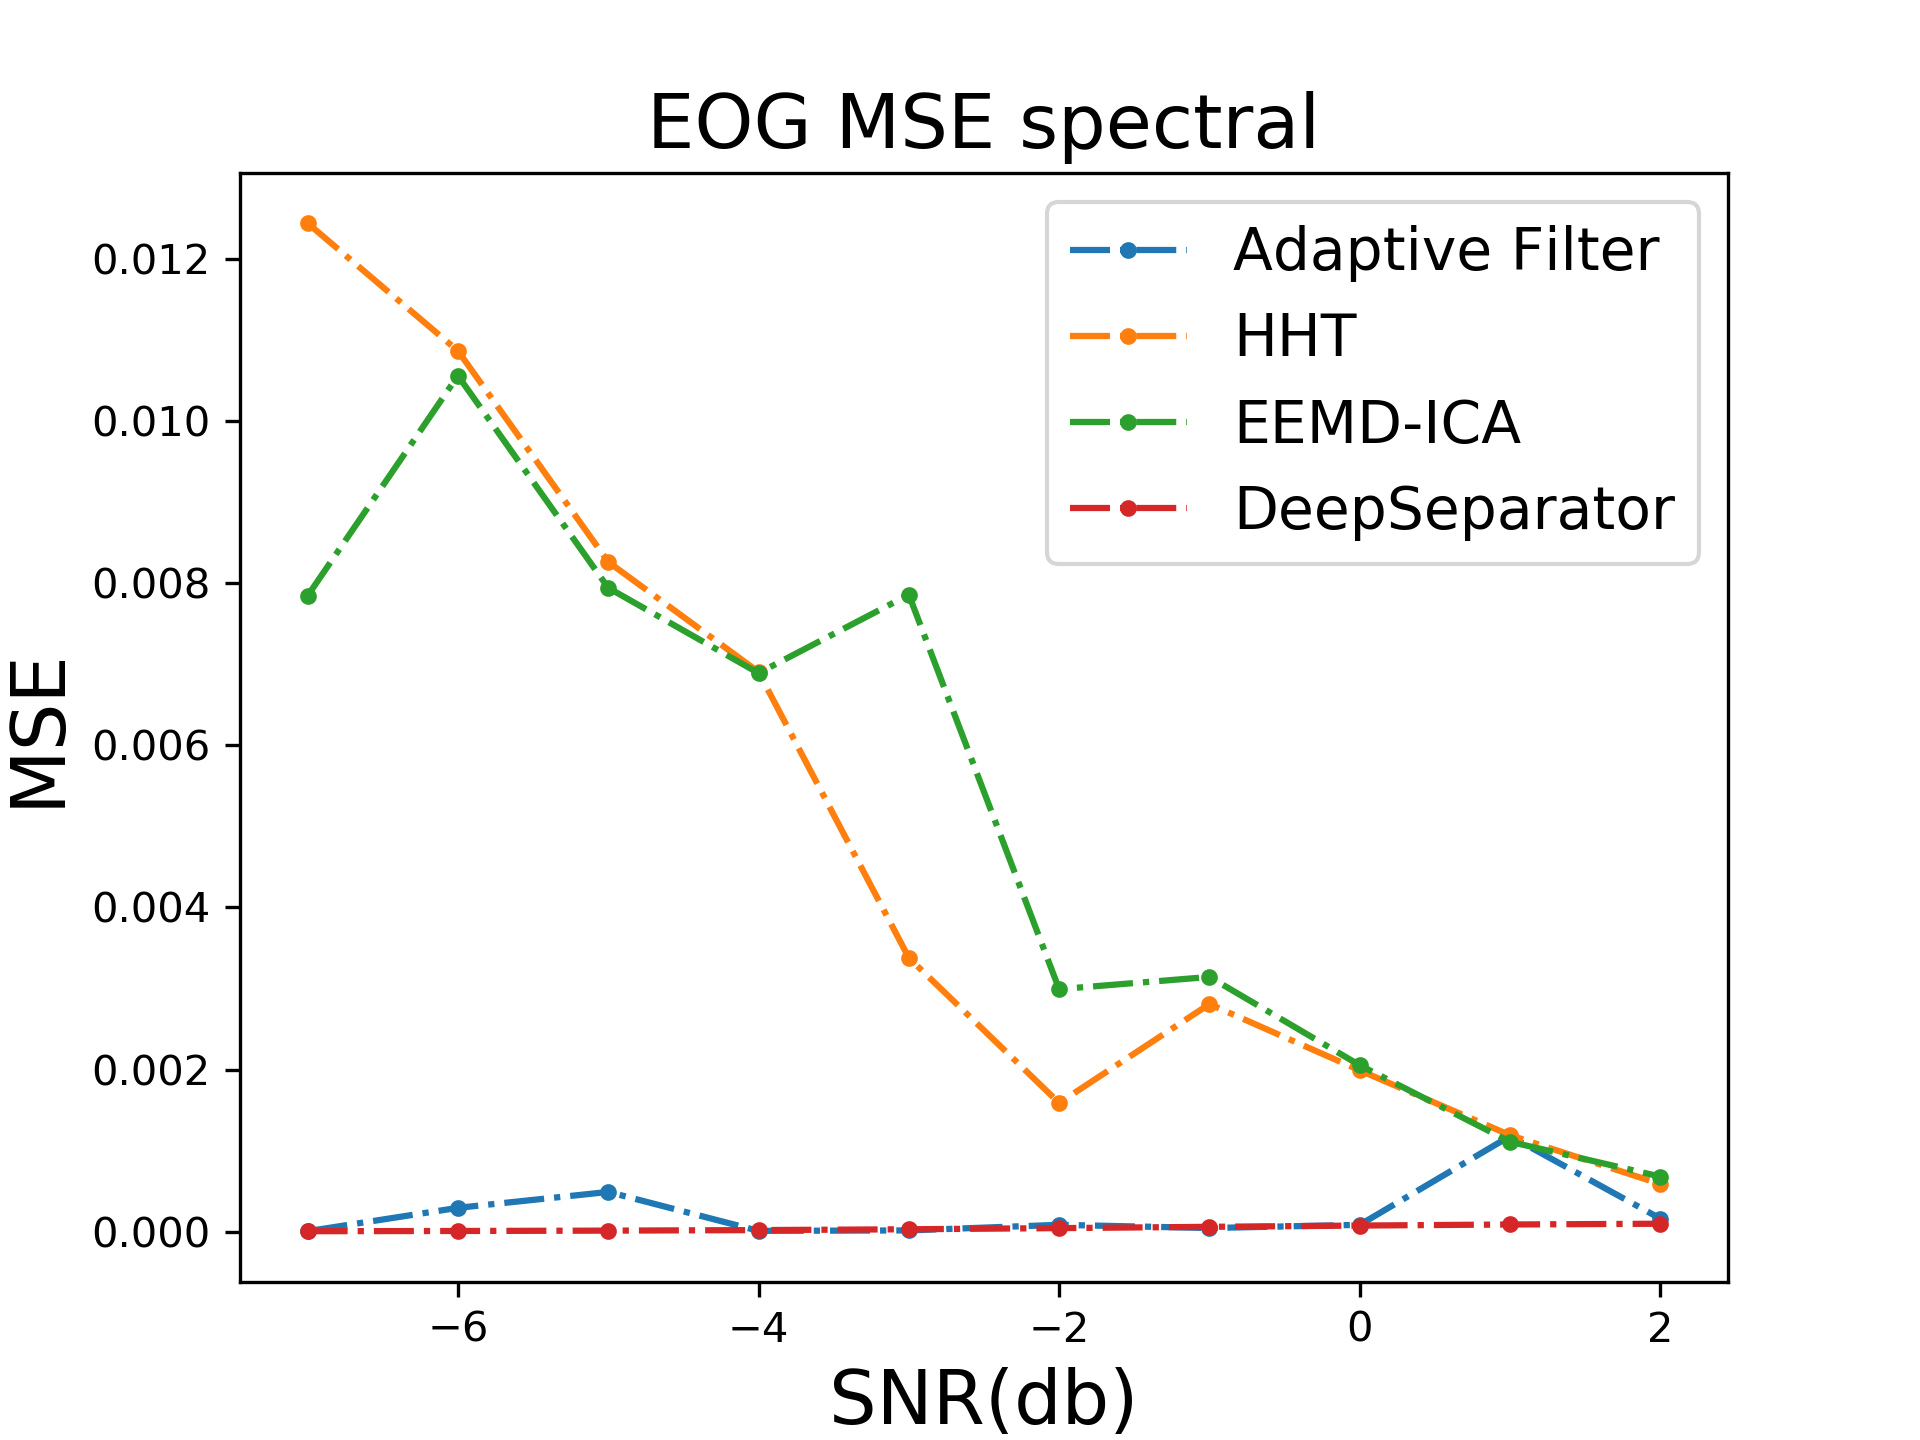 EOG MSE spectral
Adaptive Filter
HHT
EEMD-ICA
DeepSeparator
MSE
0.012
0.010
0.008
0.006
0.004
0.002
0.000
−6
−4
−2
0
2
SNR(db)